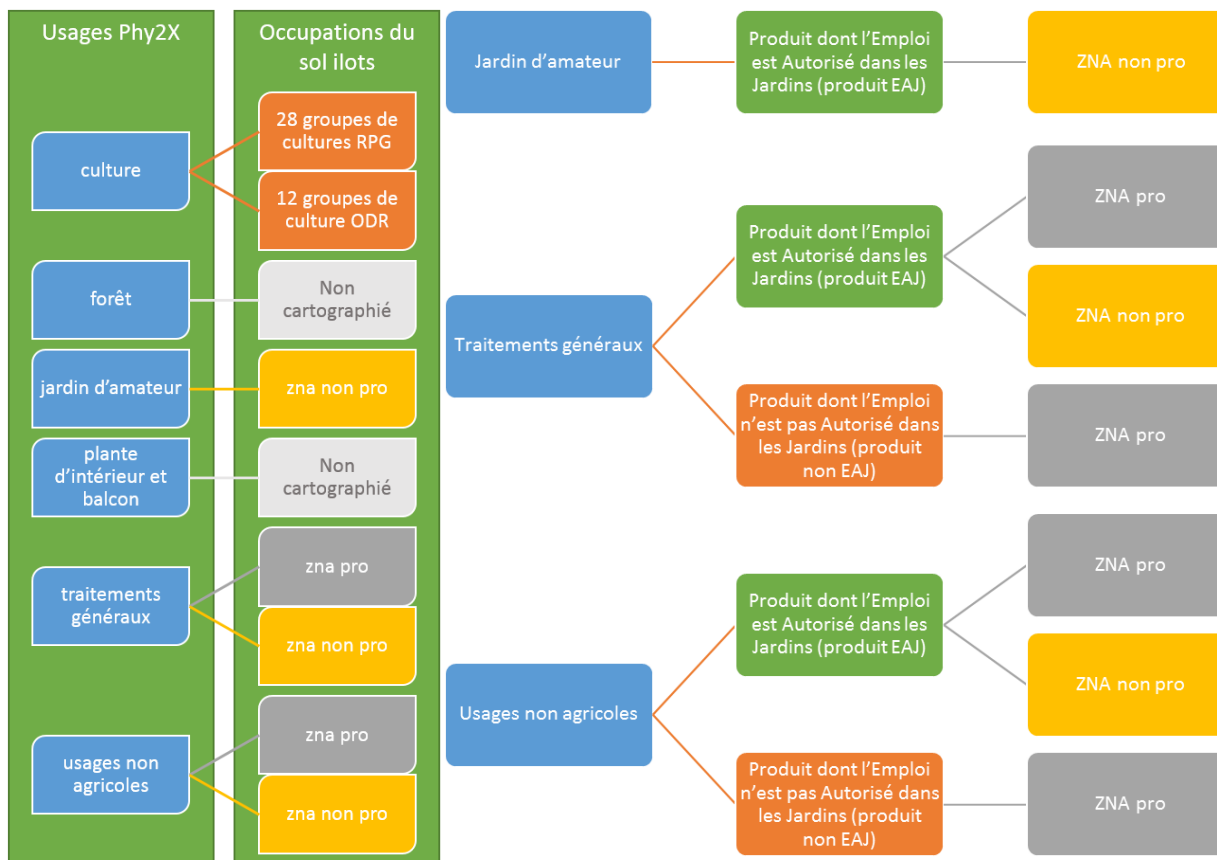 Usages Phy2X
culture
forêt
jardin d'amateur
plante
d'intérieur et
balcon
traitements
généraux
usages non
agricoles
Occupations du
sol ilots
28 groupes de
cultures RPG
12 groupes de
culture ODR
Non
cartographié
zna non pro
Non
cartographié
zna pro
zna non pro
zna pro
zna non pro
Jardin d'amateur
Produit dont l'Emploi
est Autorisé dans les
Jardins (produit EAJ)
ZNA non pro
Traitements généraux
Produit dont l'Emploi
est Autorisé dans les
Jardins (produit EAJ)
ZNA pro
ZNA non pro
Produit dont l'Emploi
n'est pas Autorisé dans
les Jardins (produit
non EAJ)
ZNA pro
Usages non agricoles
Produit dont l'Emploi
est Autorisé dans les
Jardins (produit EAJ)
ZNA pro
ZNA non pro
Produit dont l'Emploi
n'est pas Autorisé dans
les Jardins (produit
non EAJ)
ZNA pro